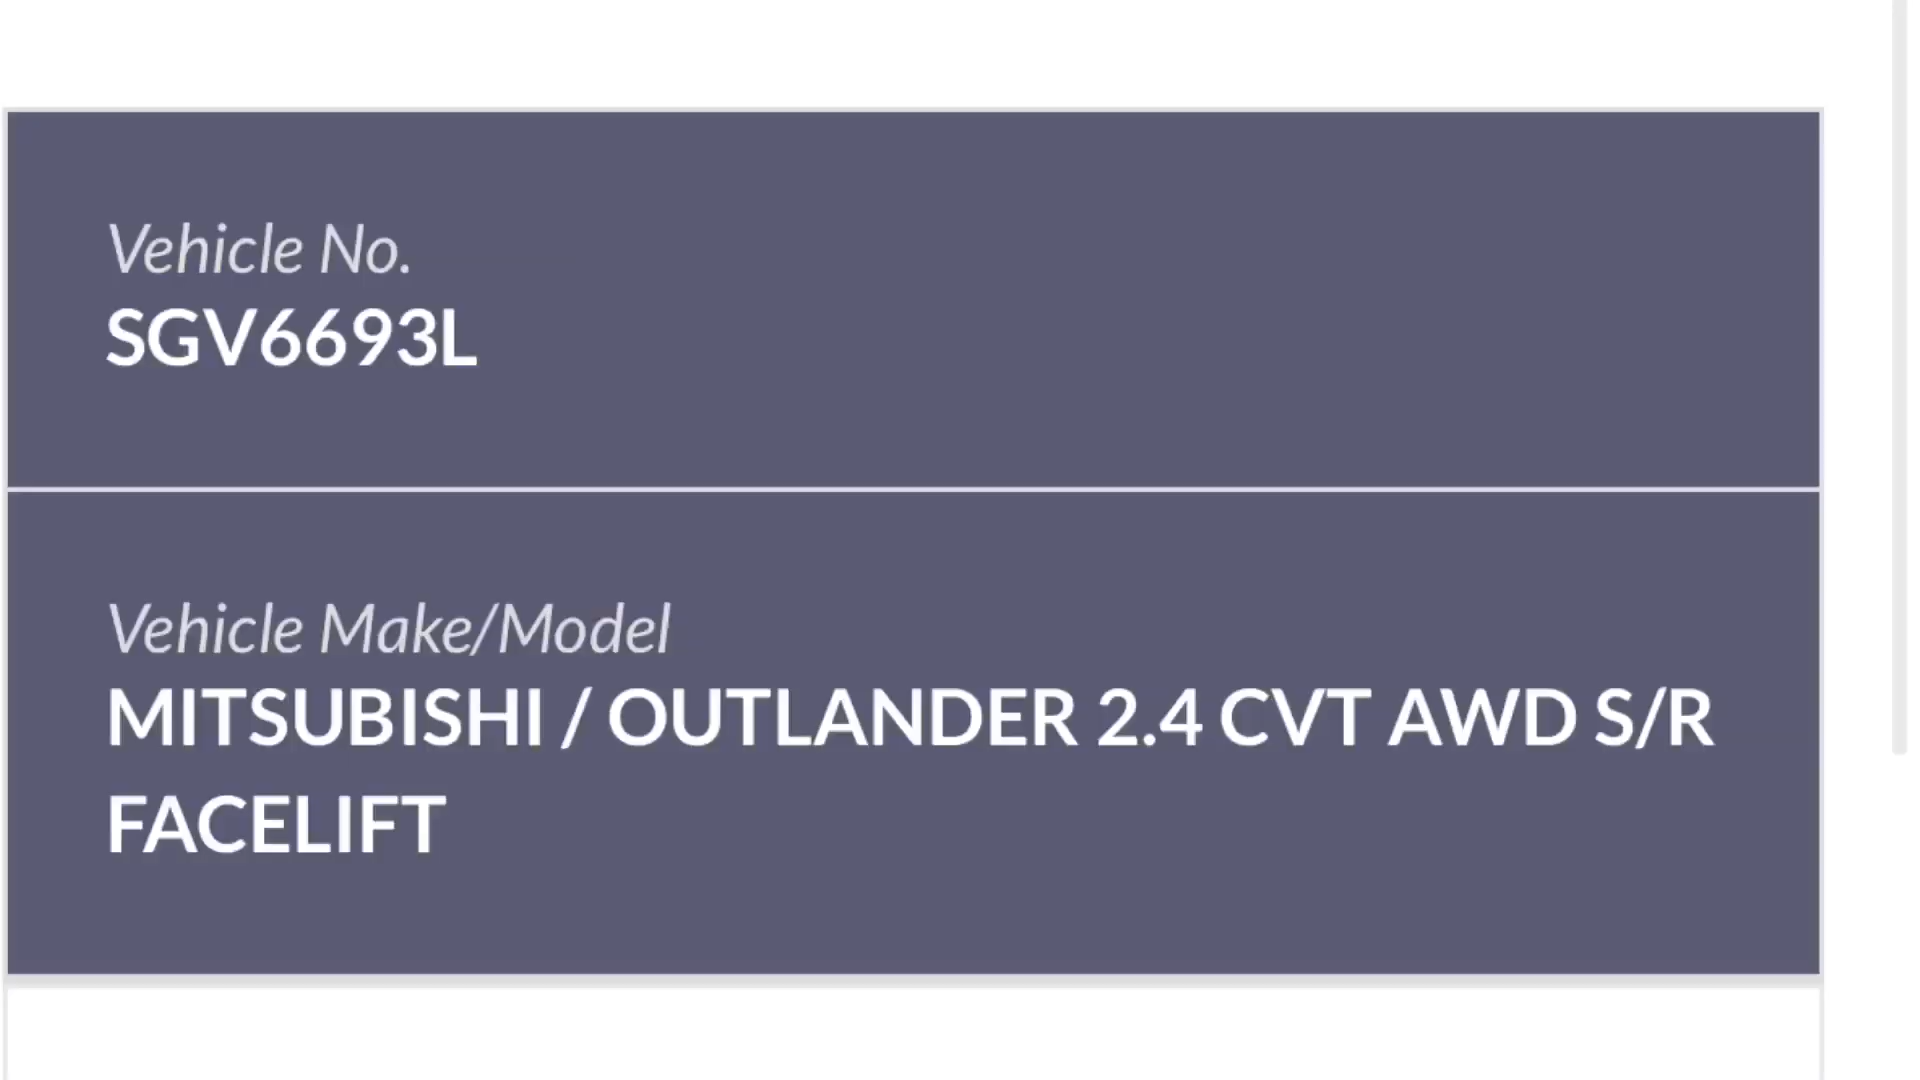 Vehicle No.
SGV6693L
Vehicle Make/Model
MITSUBISHI / OUTLANDER 2.4 CVT AWD S/R
FACELIFT